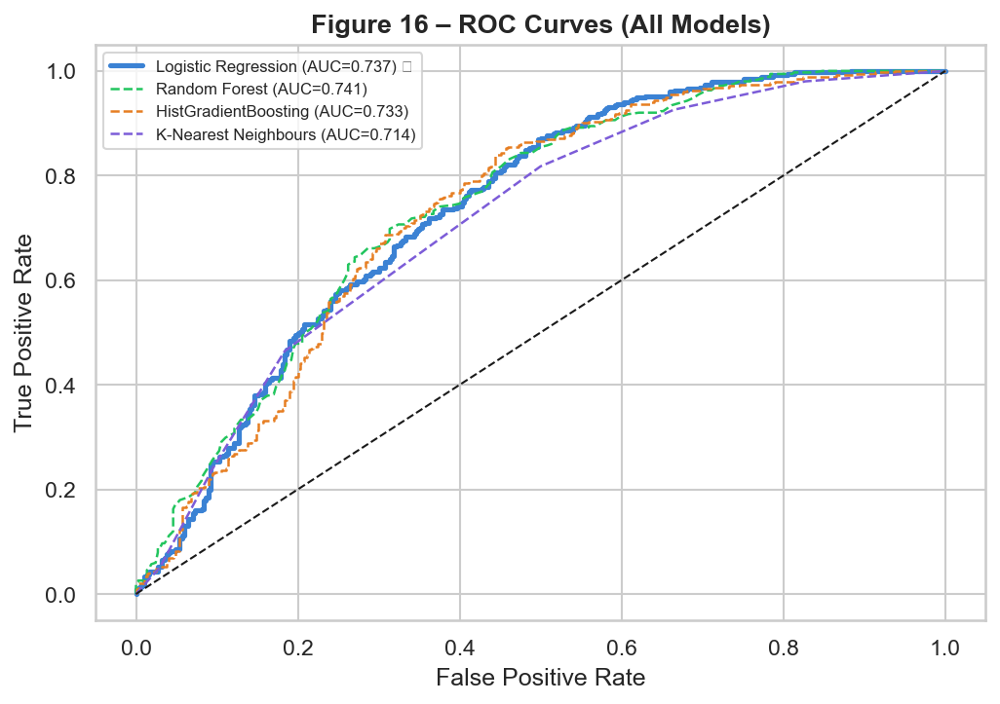 Figure 16 – ROC Curves (All Models)
Logistic Regression (AUC=0.737) ▯
Random Forest (AUC=0.741)
HistGradientBoosting (AUC=0.733)
K-Nearest Neighbours (AUC=0.714)
1.0
0.8
0.6
0.4
0.2
0.0
True Positive Rate
0.0 0.2 0.4 0.6 0.8 1.0
False Positive Rate